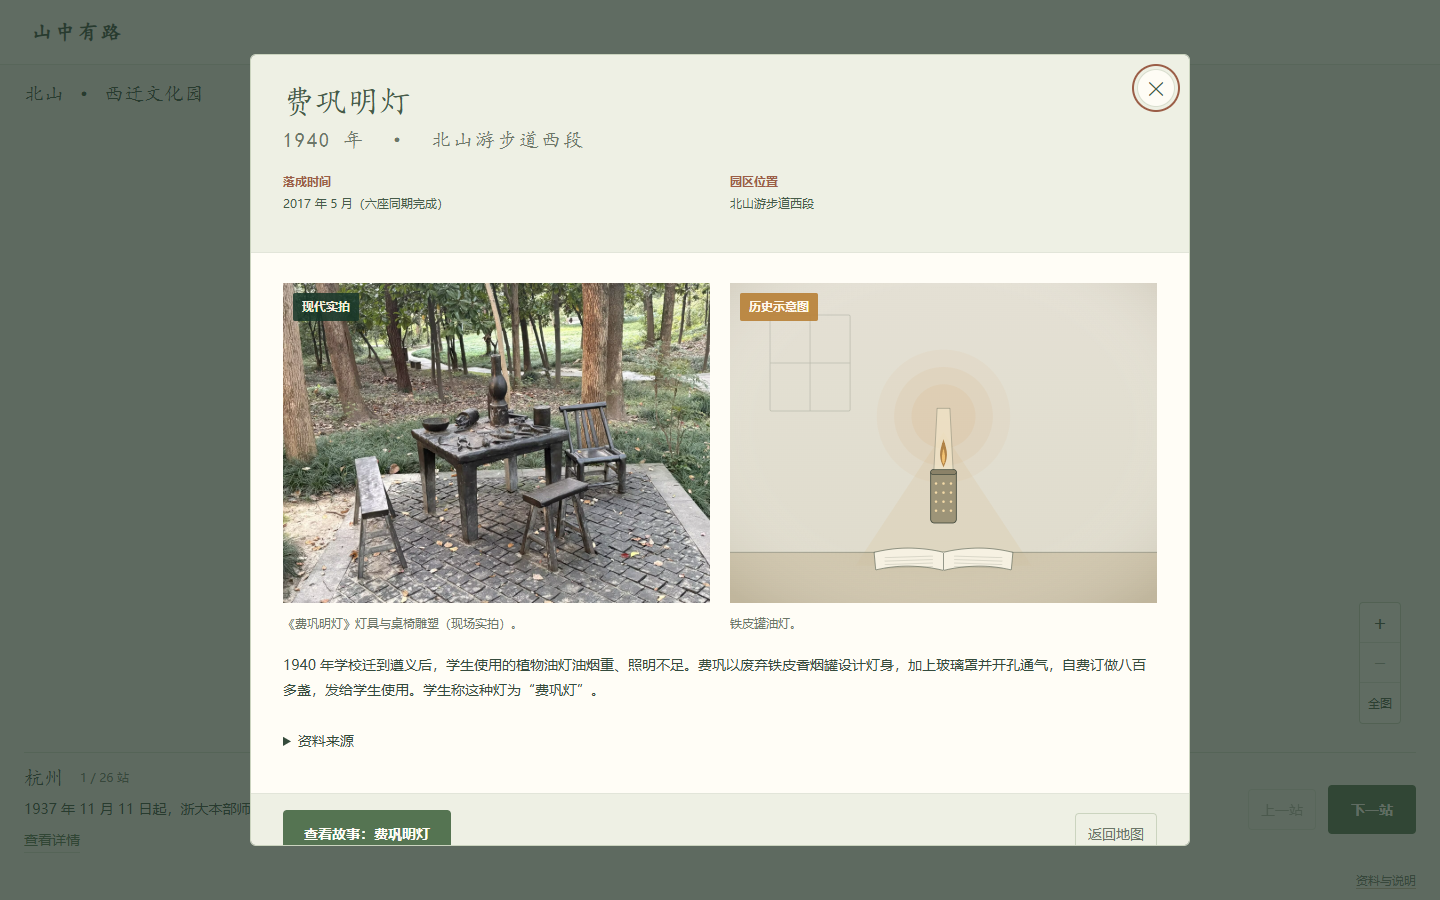 山中有路
北山 • 西迁文化园
费巩明灯
1940 年 • 北山游步道西段
落成时间
2017 年 5 月（六座同期完成）
园区位置
北山游步道西段
现代实拍
历史示意图
《费巩明灯》灯具与桌椅雕塑（现场实拍）。
铁皮罐油灯。
1940 年学校迁到遵义后，学生使用的植物油灯油烟重、照明不足。费巩以废弃铁皮香烟罐设计灯身，加上玻璃罩并开孔通气，自费订做八百
多盏，发给学生使用。学生称这种灯为“费巩灯”。
资料来源
查看故事：费巩明灯
返回地图
+
−
全图
杭州 1 / 26 站
1937 年 11 月 11 日起，浙大本部师
查看详情
上一站
下一站
资料与说明